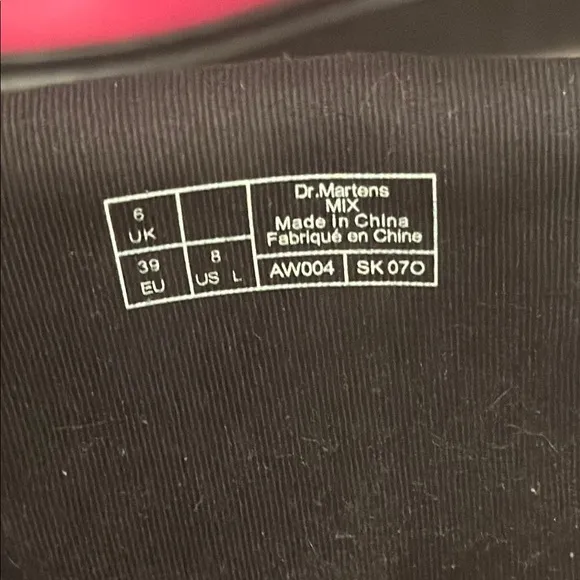 6
UK
39
EU
8
US L
Dr.Martens
MIX
Made in China
Fabriqué en Chine
AW004
SK 07O